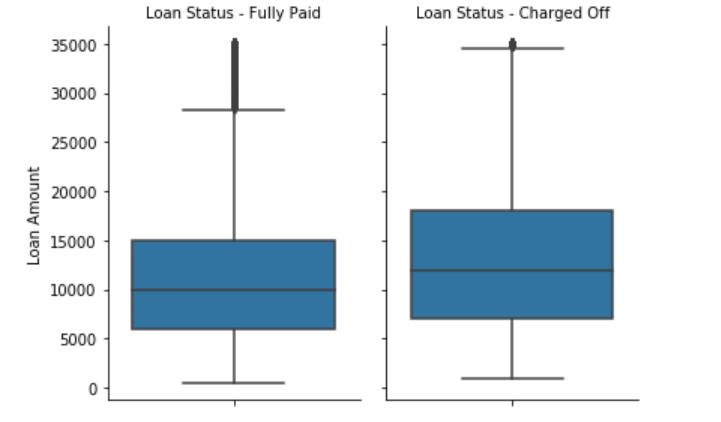 Loan Status - Fully Paid
Loan Status - Charged Off
Loan Amount
35000
30000
25000
20000
15000
10000
5000
0